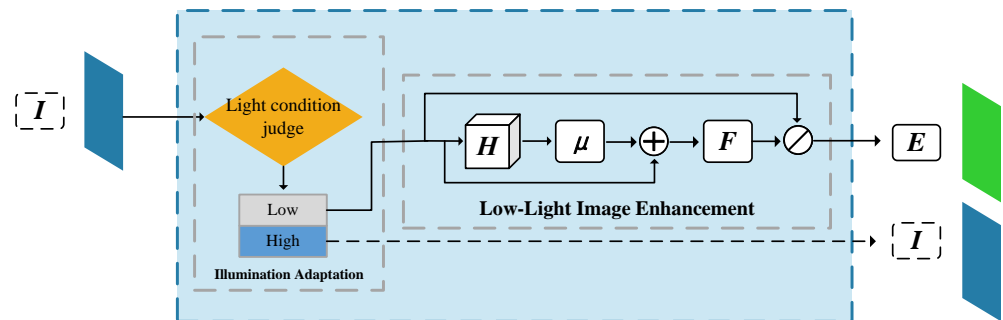 I
Light condition
judge
Low
High
Illumination Adaptation
H
μ
F
Low-Light Image Enhancement
E
I